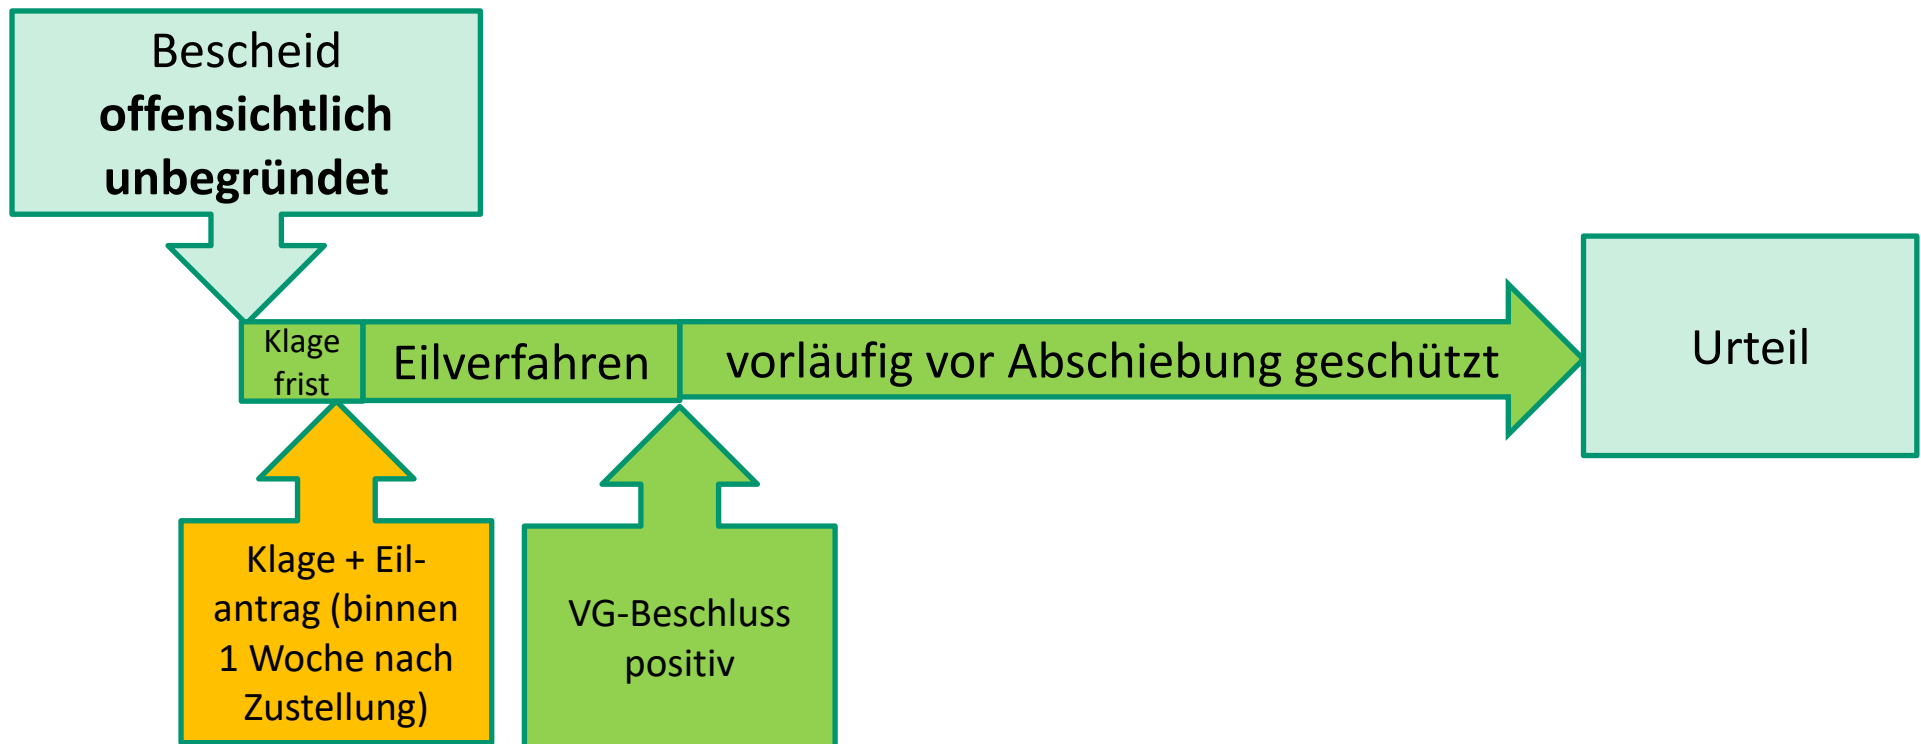 Bescheid
offensichtlich
unbegründet
Klage
frist
Eilverfahren
vorläufig vor Abschiebung geschützt
Urteil
Klage + Eil-
antrag (binnen
1 Woche nach
Zustellung)
VG-Beschluss
positiv